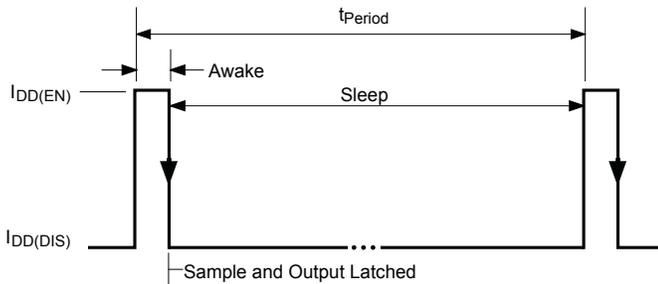 tPeriod
Awake
IDD(EN)
Sleep
IDD(DIS)
Sample and Output Latched